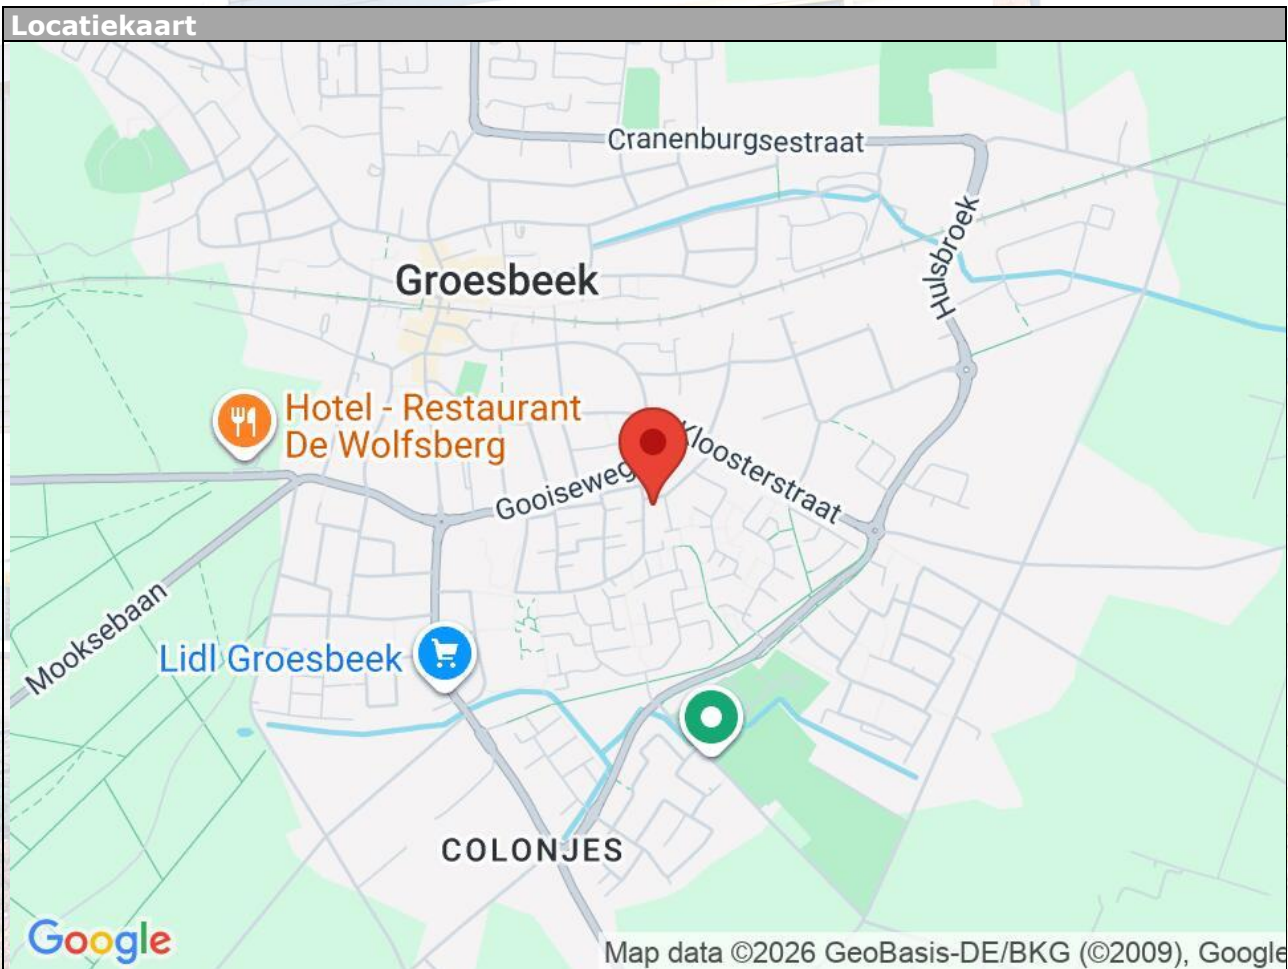 Locatiekaart
Cranenburgsestraat
Hulsbroek
Groesbeek
Hotel - Restaurant
De Wolfsberg
Kloosterstraat
Gooiseweg
Mooksebaan
Lidl Groesbeek
COLONJES
Google
Map data ©2026 GeoBasis-DE/BKG (©2009), Google